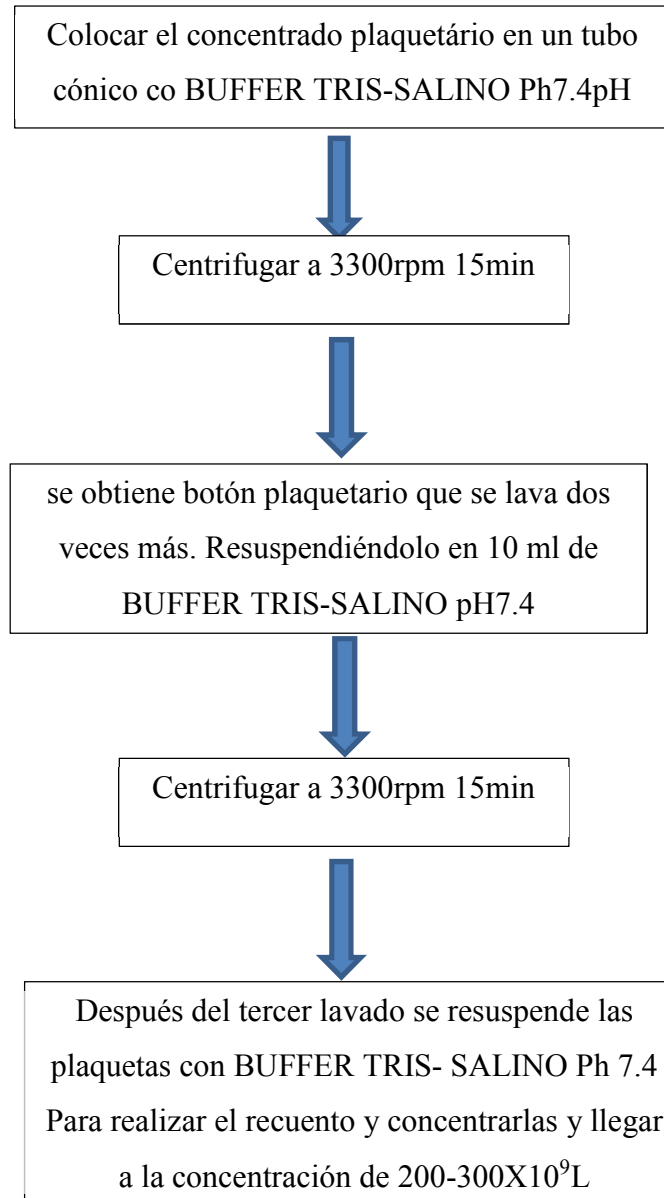 Colocar el concentrado plaquetário en un tubo
cónico co BUFFER TRIS-SALINO Ph7.4pH
Centrifugar a 3300rpm 15min
se obtiene botón plaquetario que se lava dos
veces más. Resuspendiéndolo en 10 ml de
BUFFER TRIS-SALINO pH7.4
Centrifugar a 3300rpm 15min
Después del tercer lavado se resuspende las
plaquetas con BUFFER TRIS- SALINO Ph 7.4
Para realizar el recuento y concentrarlas y llegar
a la concentración de 200-300X10⁹L